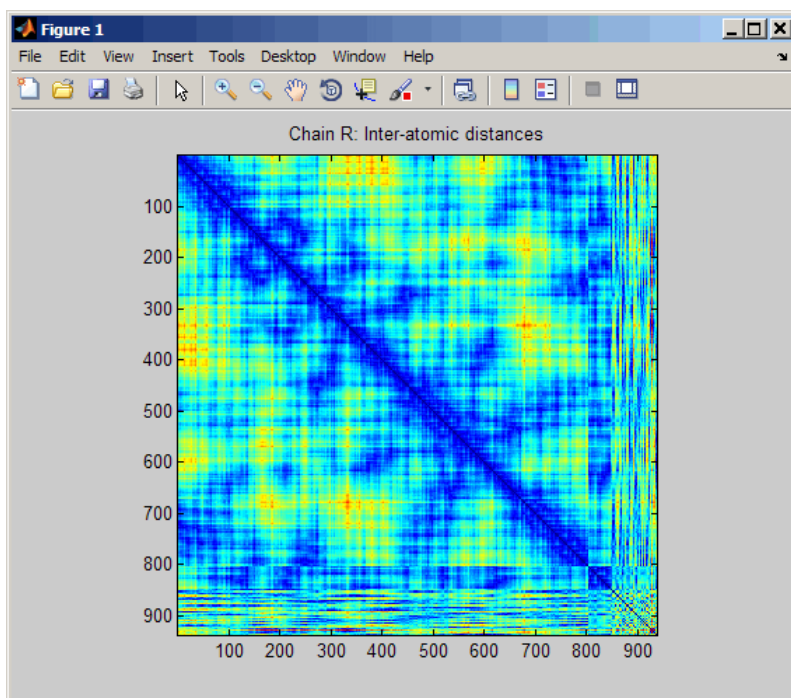 Figure 1
File Edit View Insert Tools Desktop Window Help
Chain R: Inter-atomic distances
100
200
300
400
500
600
700
800
900
100 200 300 400 500 600 700 800 900